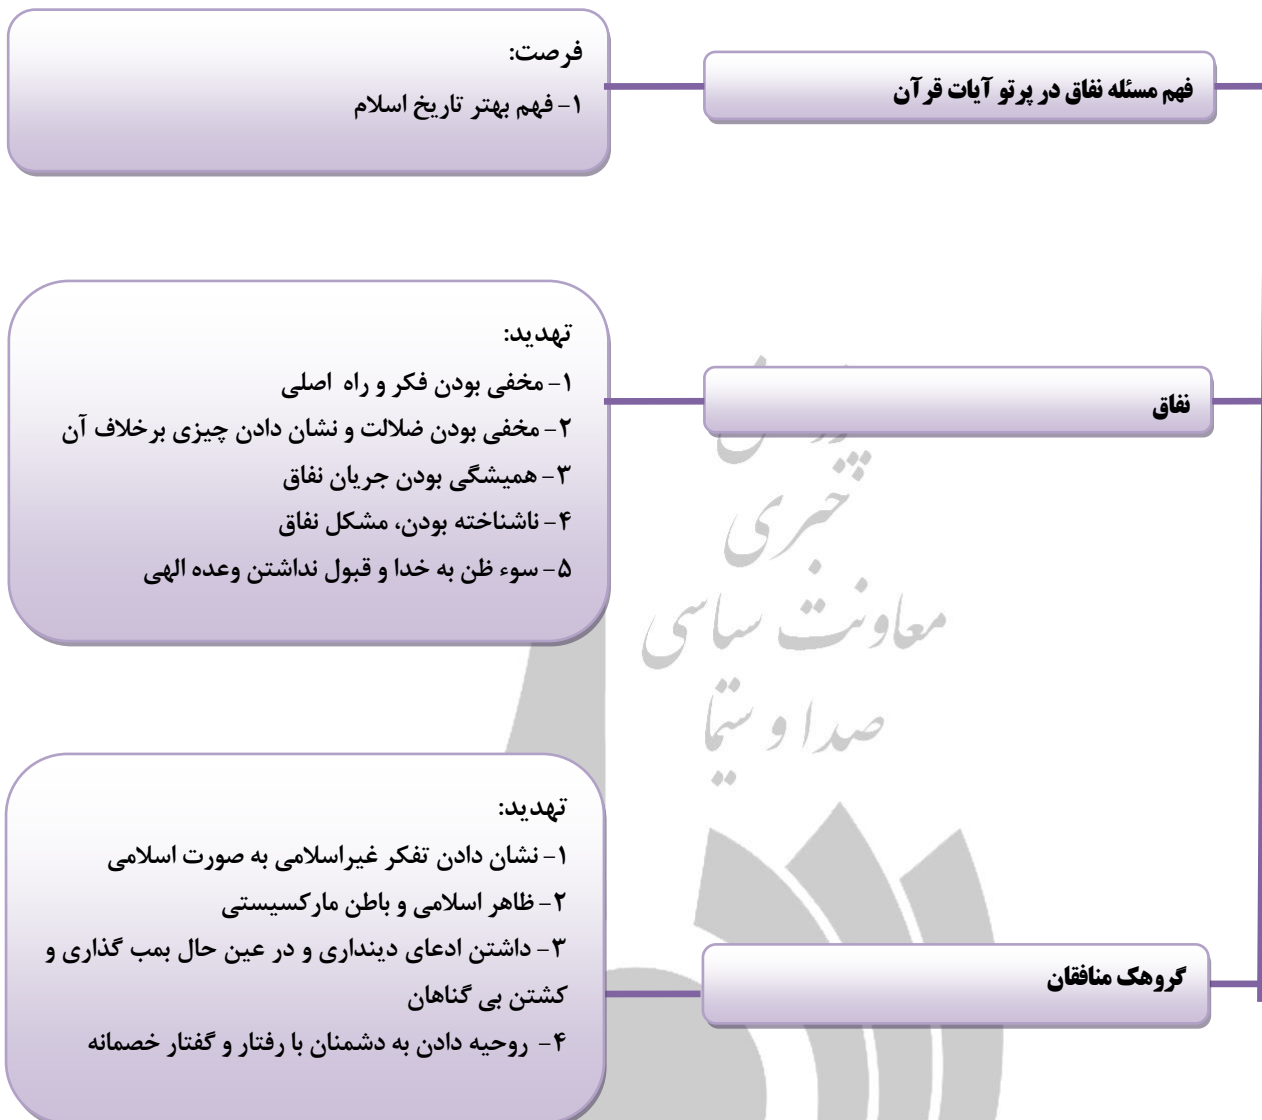 فهم مسئله نفاق در پرتو آیات قرآن
فرصت:
۱- فهم بهتر تاریخ اسلام
نفاق
تهدید:
۱- مخفی بودن فکر و راه اصلی
۲- مخفی بودن ضلالت و نشان دادن چیزی برخلاف آن
۳- همیشگی بودن جریان نفاق
۴- ناشناخته بودن، مشکل نفاق
۵- سوء ظن به خدا و قبول نداشتن وعده الهی
خبری
معاونت سیاسی
صدا و سیما
گروهک منافقان
تهدید:
۱- نشان دادن تفکر غیراسلامی به صورت اسلامی
۲- ظاهر اسلامی و باطن مارکسیستی
۳- داشتن ادعای دینداری و در عین حال بمب گذاری و
کشتن بی گناهان
۴- روحیه دادن به دشمنان با رفتار و گفتار خصمانه